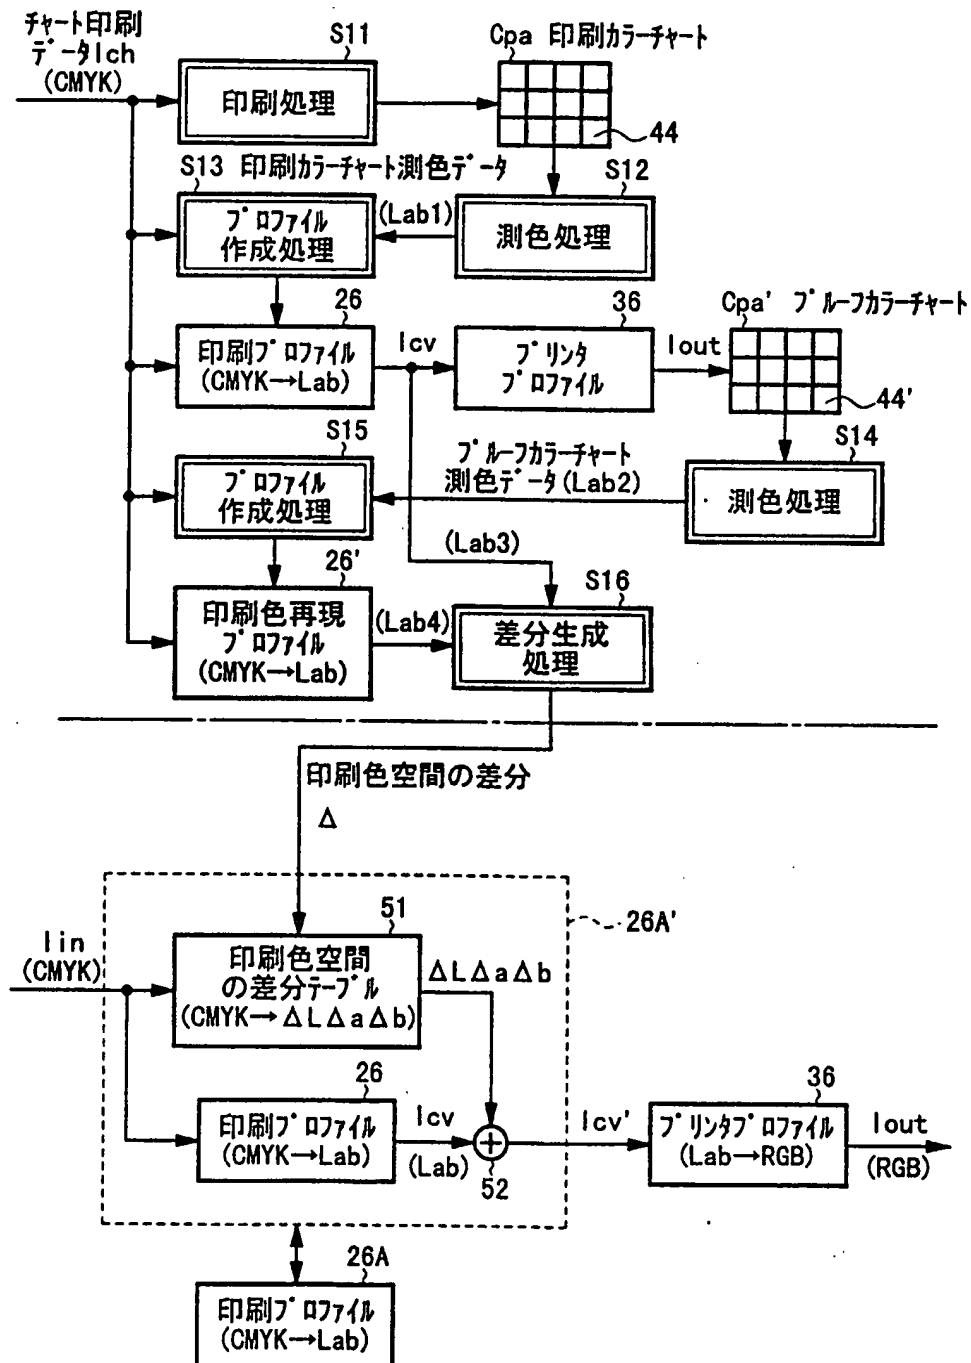 チャート印刷
データIch
(CMYK)
S11
印刷処理
Cpa 印刷カラーチャート
44
S13 印刷カラーチャート測色データ
S12
プロファイル
作成処理
(Lab1)
測色処理
26
印刷プロファイル
(CMYK→Lab)
Icv
36
プリンタ
プロファイル
Iout
Cpa' プルーフカラーチャート
44'
S15
プロファイル
作成処理
プルーフカラーチャート
測色データ(Lab2)
S14
測色処理
(Lab3)
26'
印刷色再現
プロファイル
(CMYK→Lab)
(Lab4)
S16
差分生成
処理
印刷色空間の差分
Δ
26A'
Iin
(CMYK)
51
印刷色空間
の差分テーブル
(CMYK→ΔLΔaΔb)
ΔLΔaΔb
26
印刷プロファイル
(CMYK→Lab)
Icv
(Lab)
52
Icv'
36
プリンタプロファイル
(Lab→RGB)
Iout
(RGB)
26A
印刷プロファイル
(CMYK→Lab)